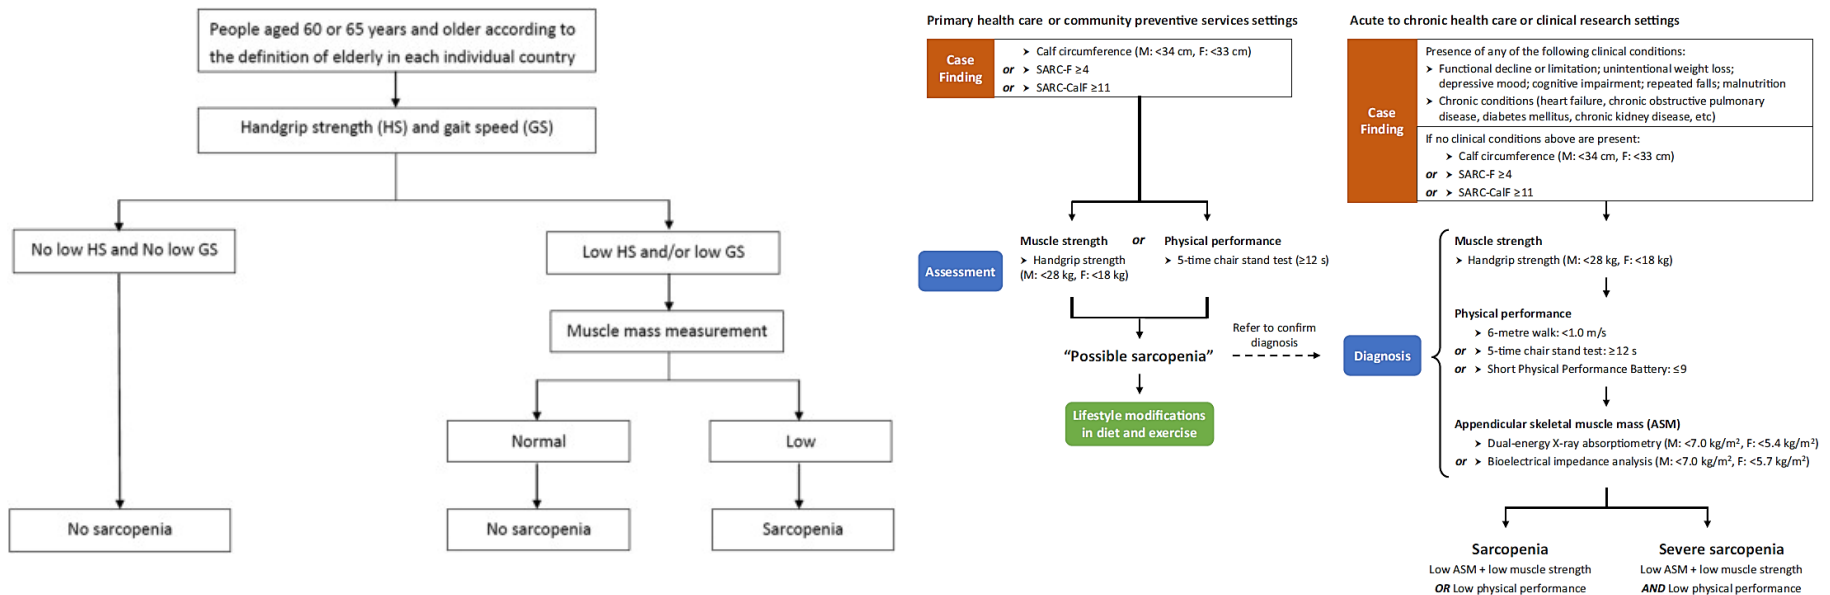 People aged 60 or 65 years and older according to
the definition of elderly in each individual country
Handgrip strength (HS) and gait speed (GS)
No low HS and No low GS
Low HS and/or low GS
Muscle mass measurement
Normal
Low
No sarcopenia
No sarcopenia
Sarcopenia
Primary health care or community preventive services settings
Case
Finding
➤ Calf circumference (M: <34 cm, F: <33 cm)
or ➤ SARC-F ≥4
or ➤ SARC-CalF ≥11
Assessment
Muscle strength
➤ Handgrip strength
(M: <28 kg, F: <18 kg)
or
Physical performance
➤ 5-time chair stand test (≥12 s)
“Possible sarcopenia”
Refer to confirm
diagnosis
Lifestyle modifications
in diet and exercise
Acute to chronic health care or clinical research settings
Case
Finding
Presence of any of the following clinical conditions:
➤ Functional decline or limitation; unintentional weight loss;
depressive mood; cognitive impairment; repeated falls; malnutrition
➤ Chronic conditions (heart failure, chronic obstructive pulmonary
disease, diabetes mellitus, chronic kidney disease, etc)
If no clinical conditions above are present:
➤ Calf circumference (M: <34 cm, F: <33 cm)
or ➤ SARC-F ≥4
or ➤ SARC-CalF ≥11
Diagnosis
Muscle strength
➤ Handgrip strength (M: <28 kg, F: <18 kg)
Physical performance
➤ 6-metre walk: <1.0 m/s
or ➤ 5-time chair stand test: ≥12 s
or ➤ Short Physical Performance Battery: ≤9
Appendicular skeletal muscle mass (ASM)
➤ Dual-energy X-ray absorptiometry (M: <7.0 kg/m², F: <5.4 kg/m²)
or ➤ Bioelectrical impedance analysis (M: <7.0 kg/m², F: <5.7 kg/m²)
Sarcopenia
Low ASM + low muscle strength
OR Low physical performance
Severe sarcopenia
Low ASM + low muscle strength
AND Low physical performance